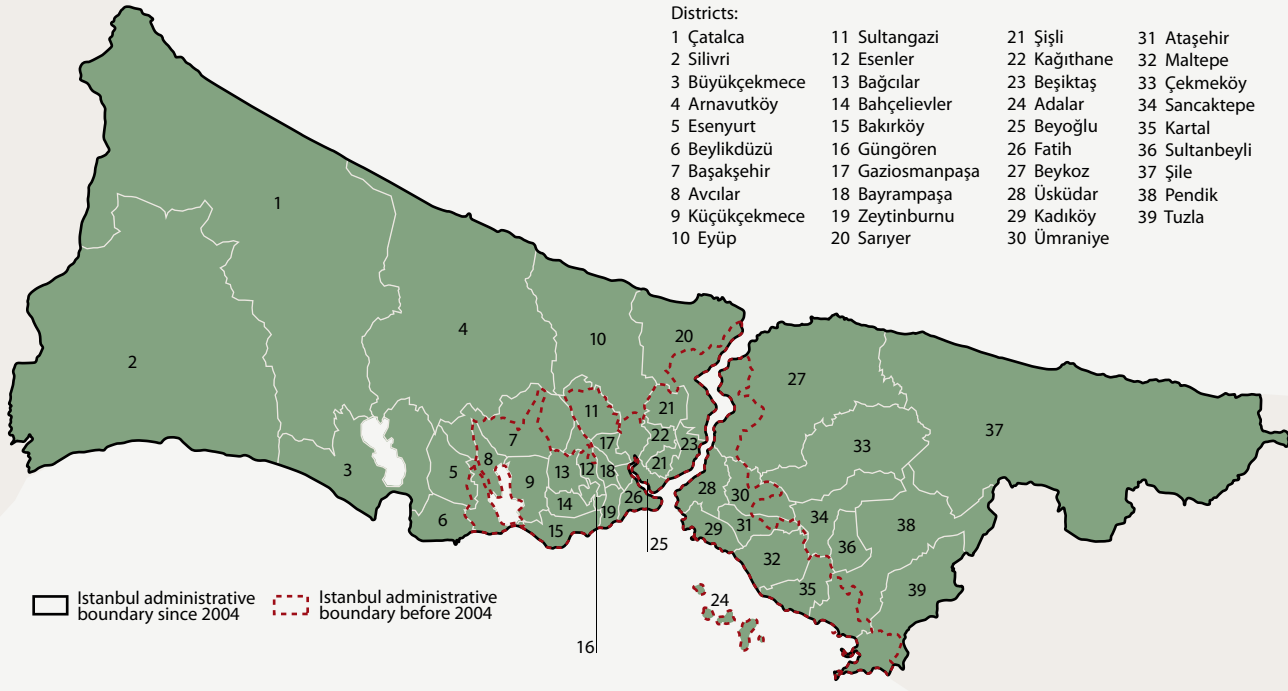 Districts:
1 Çatalca
2 Silivri
3 Büyükçekmece
4 Arnavutköy
5 Esenyurt
6 Beylikdüzü
7 Başakşehir
8 Avcılar
9 Küçükçekmece
10 Eyüp
11 Sultangazi
12 Esenler
13 Bağcılar
14 Bahçelievler
15 Bakırköy
16 Güngören
17 Gaziosmanpaşa
18 Bayrampaşa
19 Zeytinburnu
20 Sarıyer
21 Şişli
22 Kağıthane
23 Beşiktaş
24 Adalar
25 Beyoğlu
26 Fatih
27 Beykoz
28 Üsküdar
29 Kadıköy
30 Ümraniye
31 Ataşehir
32 Maltepe
33 Çekmeköy
34 Sancaktepe
35 Kartal
36 Sultanbeyli
37 Şile
38 Pendik
39 Tuzla
1
2
4
10
20
27
37
11
21
7
17
22
23
33
3
5
8
9
13
12
18
21
14
26
28
30
6
15
19
29
31
34
38
25
32
36
35
39
24
16
Istanbul administrative
boundary since 2004
Istanbul administrative
boundary before 2004